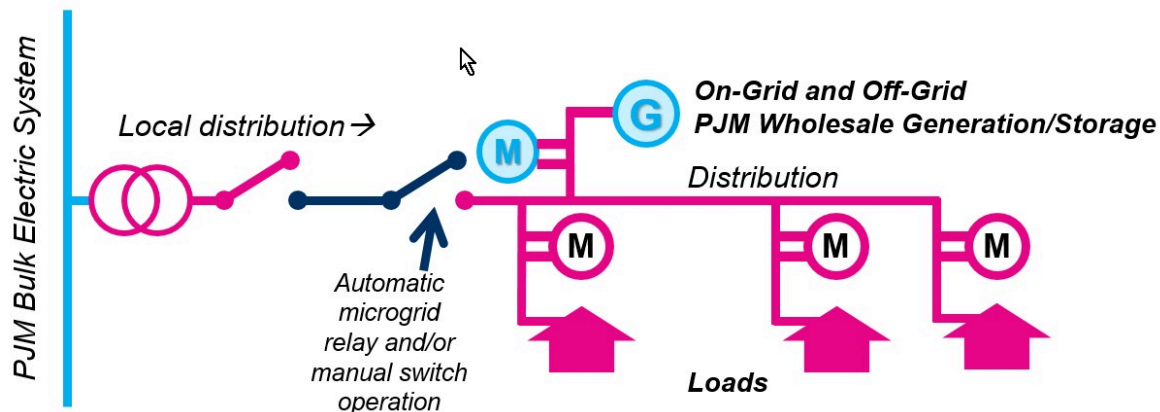 PJM Bulk Electric System
Local distribution→
M
G
On-Grid and Off-Grid
PJM Wholesale Generation/Storage
Distribution
M
M
M
Automatic
microgrid
relay and/or
manual switch
operation
Loads